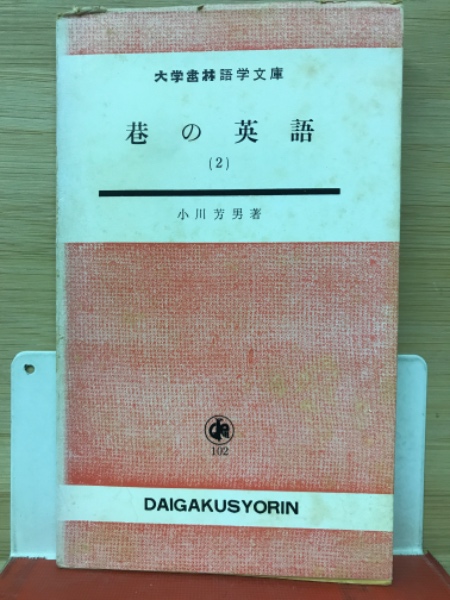 大学書林語学文庫
巷の英語
(2)
小川芳男著
da
102
DAIGAKUSYORIN